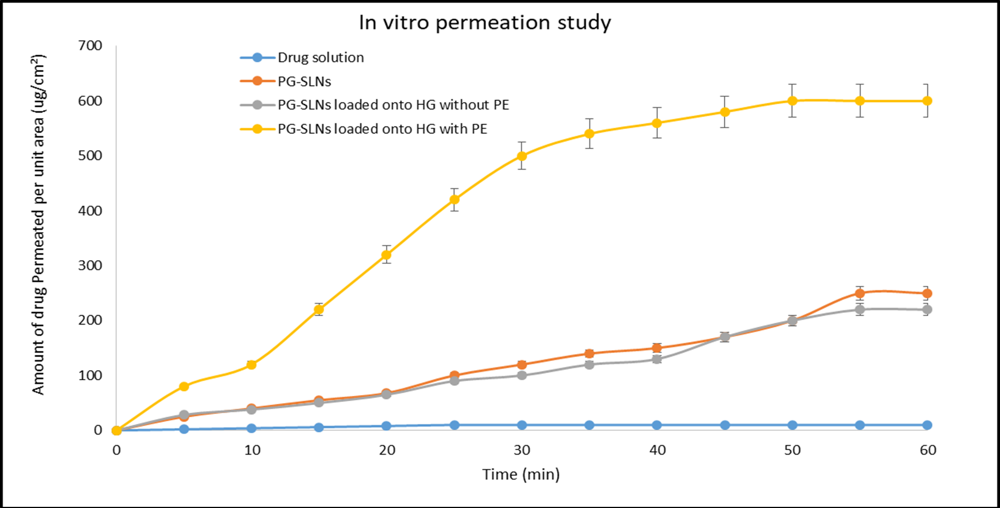 In vitro permeation study
Amount of drug Permeated per unit area (ug/cm²)
700
600
500
400
300
200
100
0
Drug solution
PG-SLNs
PG-SLNs loaded onto HG without PE
PG-SLNs loaded onto HG with PE
0 10 20 30 40 50 60
Time (min)